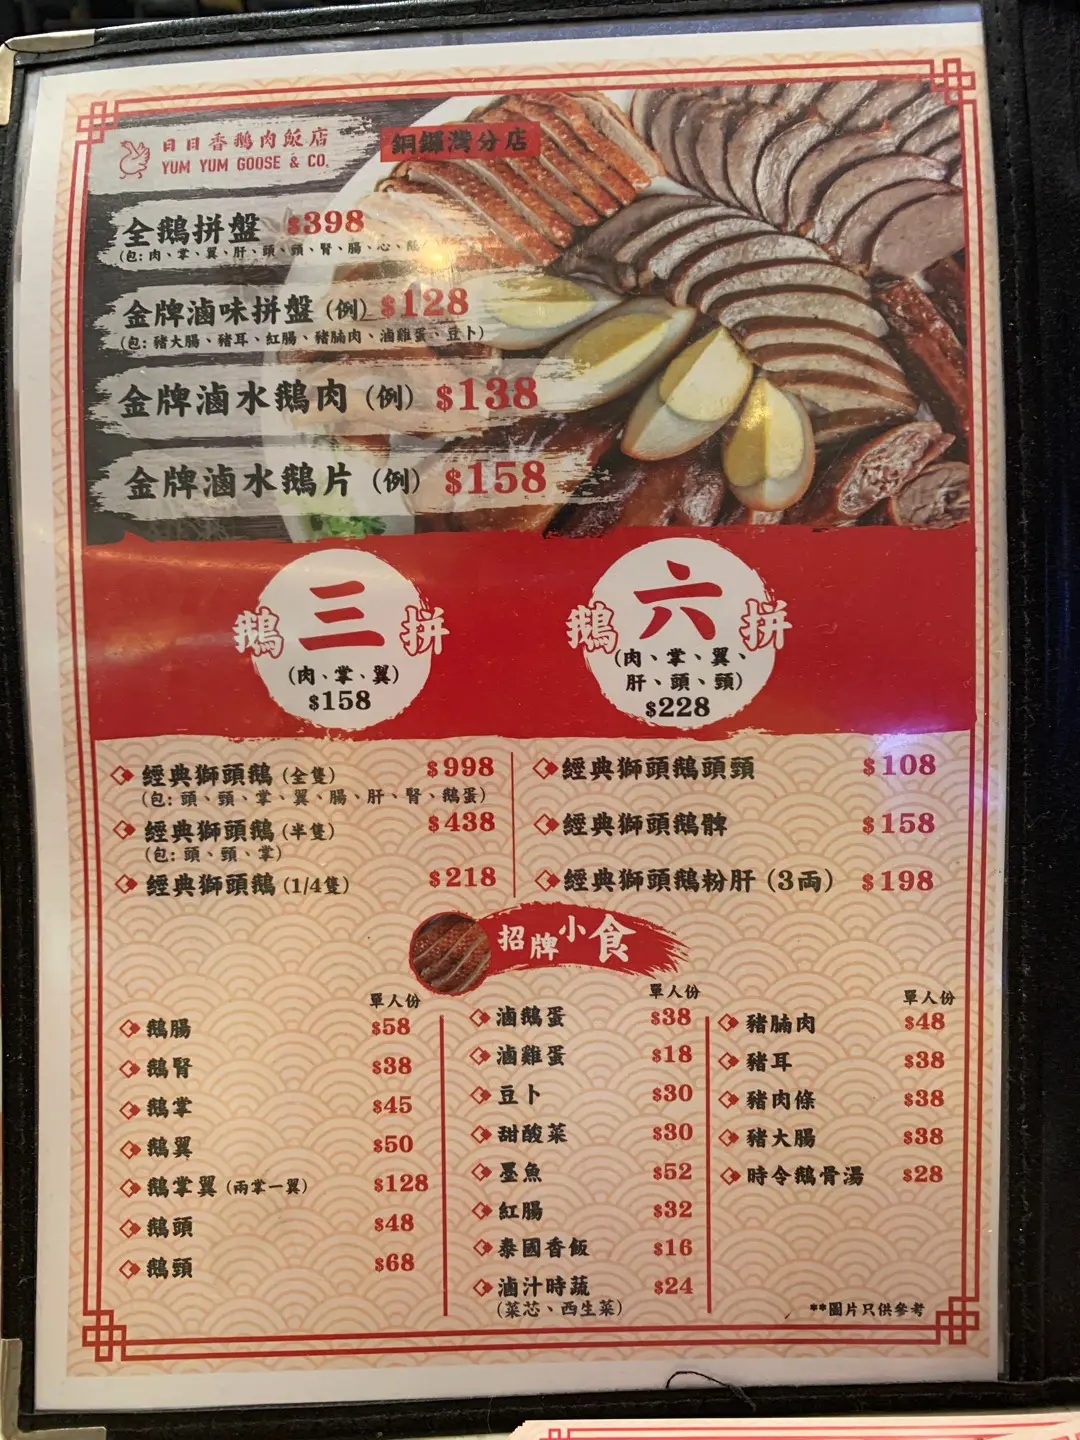 日日香鵝肉飯店
YUM YUM GOOSE & CO.
銅鑼灣分店
全鵝拼盤 $398
(包:肉、掌、翼、肝、頭、頸、腎、腸、心、
金牌滷味拼盤(例) $128
(包:豬大腸、豬耳、紅腸、豬腩肉、滷雞蛋、豆卜)
金牌滷水鵝肉(例) $138
金牌滷水鵝片(例) $158
鵝三拼
(肉、掌、翼)
$158
鵝六拼
(肉、掌、翼、
肝、頭、頸)
$228
經典獅頭鵝(全隻) $998
(包:頭、頸、掌、翼、腸、肝、腎、鵝蛋)
經典獅頭鵝(半隻) $438
(包:頭、頸、掌)
經典獅頭鵝(1/4隻) $218
經典獅頭鵝頭頸 $108
經典獅頭鵝髀 $158
經典獅頭鵝粉肝(3両) $198
招牌小食
單人份
鵝腸 $58
鵝腎 $38
鵝掌 $45
鵝翼 $50
鵝掌翼(兩掌一翼) $128
鵝頭 $48
鵝頸 $68
單人份
滷鵝蛋 $38
滷雞蛋 $18
豆卜 $30
甜酸菜 $30
墨魚 $52
紅腸 $32
泰國香飯 $16
滷汁時蔬 $24
(菜芯、西生菜)
單人份
豬腩肉 $48
豬耳 $38
豬肉條 $38
豬大腸 $38
時令鵝骨湯 $28
**圖片只供參考